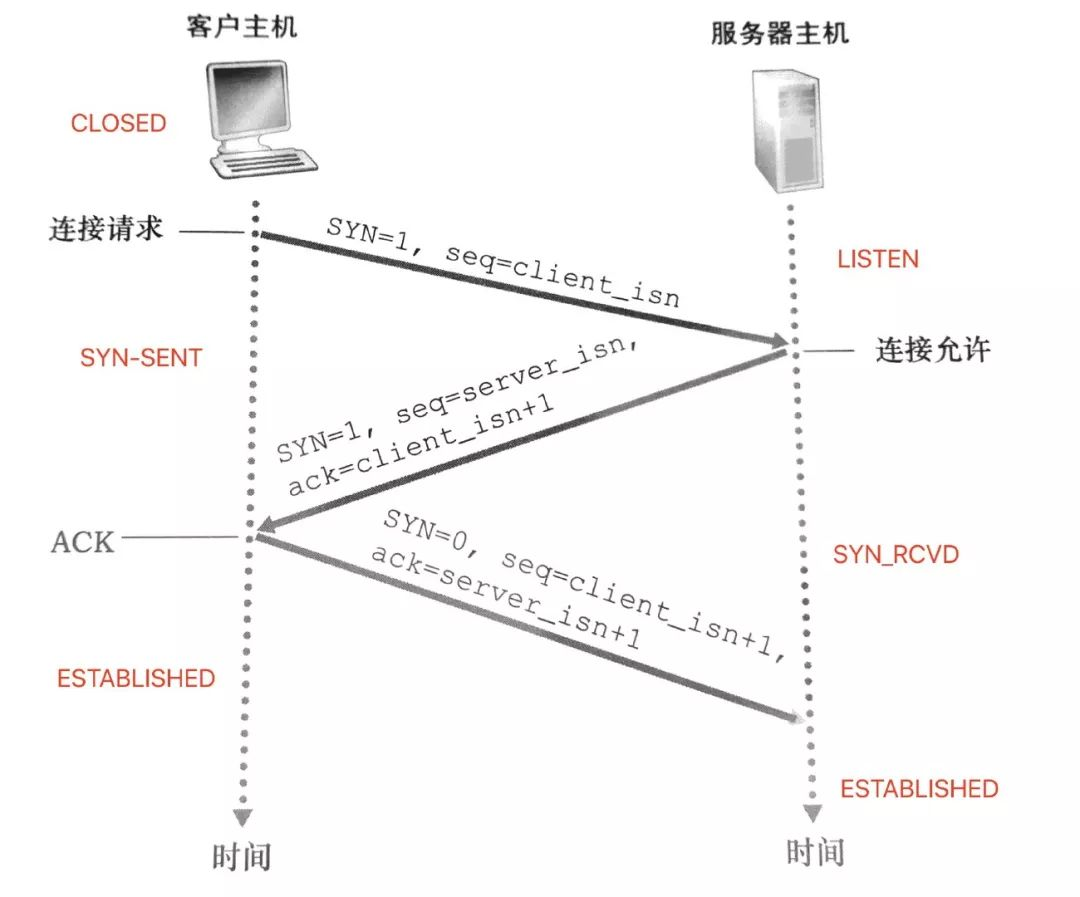 客户主机
服务器主机
CLOSED
连接请求
SYN=1, seq=client_isn
LISTEN
SYN-SENT
连接允许
SYN=1, seq=server_isn,
ack=client_isn+1
ACK
SYN=0, seq=client_isn+1,
ack=server_isn+1
SYN_RCVD
ESTABLISHED
ESTABLISHED
时间
时间